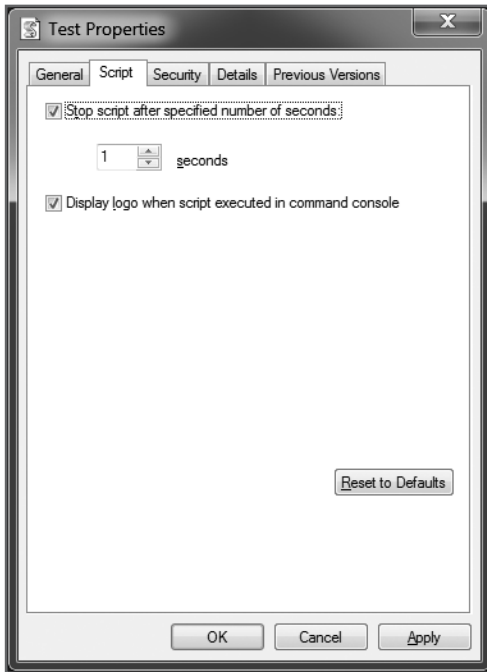 Test Properties
X
General Script Security Details Previous Versions
Stop script after specified number of seconds:
1 seconds
Display logo when script executed in command console
Reset to Defaults
OK Cancel Apply